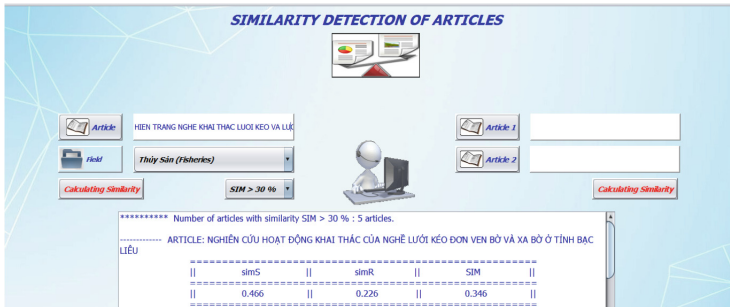 SIMILARITY DETECTION OF ARTICLES
Article
HIEN TRANG NGHE KHAI THAC LUOI KEO VA LƯỚ
Article 1
Field
Thủy Sản (Fisheries)
Article 2
Calculating Similarity
SIM > 30 %
Calculating Similarity
********** Number of articles with similarity SIM > 30 % : 5 articles.
------------ ARTICLE: NGHIÊN CỨU HOẠT ĐỘNG KHAI THÁC CỦA NGHỀ LƯỚI KÉO ĐƠN VEN BỜ VÀ XA BỜ Ở TỈNH BẠC
LIÊU
|| simS || simR || SIM ||
|| 0.466 || 0.226 || 0.346 ||